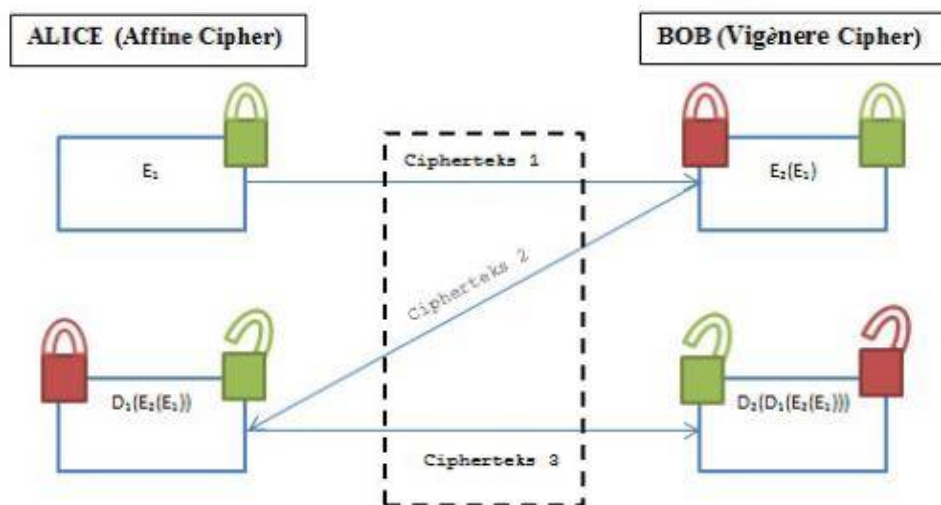 ALICE (Affine Cipher)
BOB (Vigènere Cipher)
E₁
Cipherteks 1
E₂(E₁)
Cipherteks 2
D₁(E₂(E₁))
D₂(D₁(E₂(E₁)))
Cipherteks 3